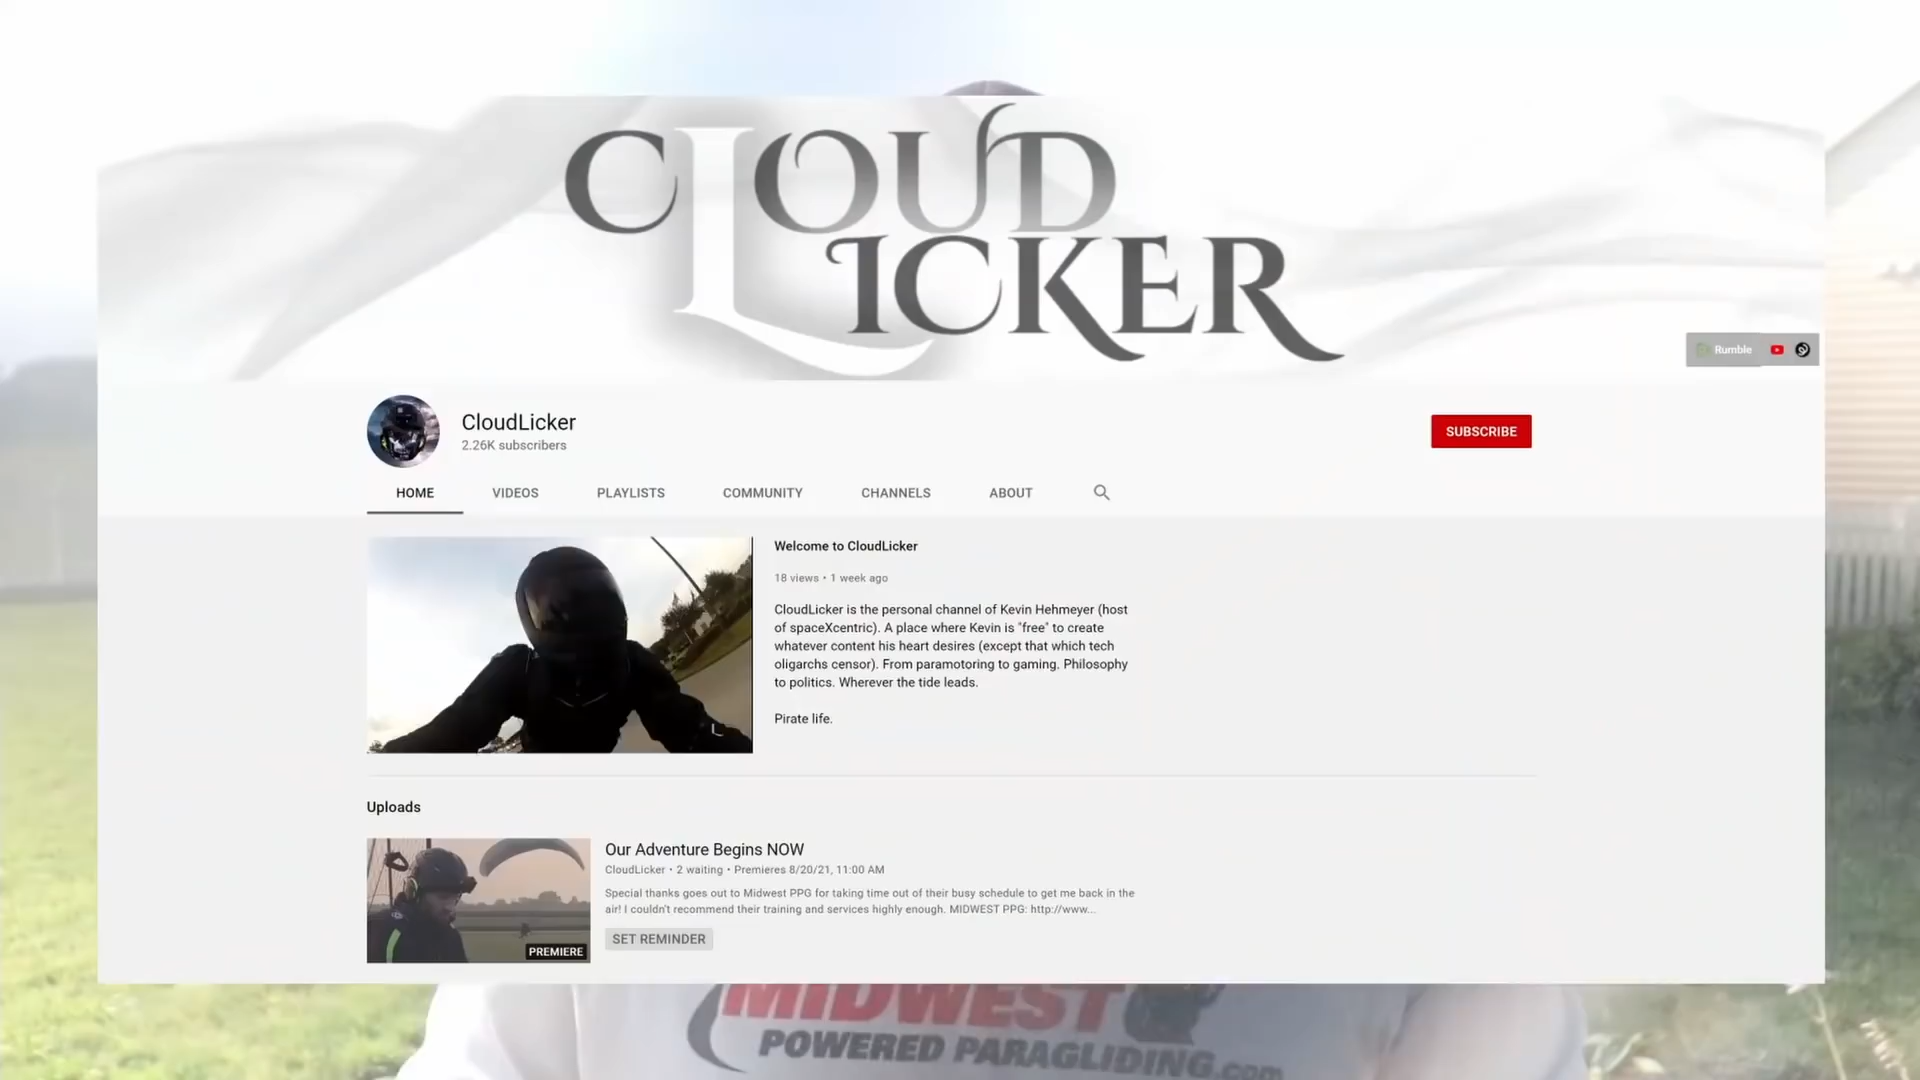 CLOUD
LICKER
Rumble
CloudLicker
2.26K subscribers
SUBSCRIBE
HOME VIDEOS PLAYLISTS COMMUNITY CHANNELS ABOUT
Welcome to CloudLicker
18 views • 1 week ago
CloudLicker is the personal channel of Kevin Hehmeyer (host
of spaceXcentric). A place where Kevin is "free" to create
whatever content his heart desires (except that which tech
oligarchs censor). From paramotoring to gaming. Philosophy
to politics. Wherever the tide leads.
Pirate life.
Uploads
Our Adventure Begins NOW
CloudLicker • 2 waiting • Premieres 8/20/21, 11:00 AM
Special thanks goes out to Midwest PPG for taking time out of their busy schedule to get me back in the
air! I couldn't recommend their training and services highly enough. MIDWEST PPG: http://www...
PREMIERE
SET REMINDER
MIDWEST
POWERED PARAGLIDING.com